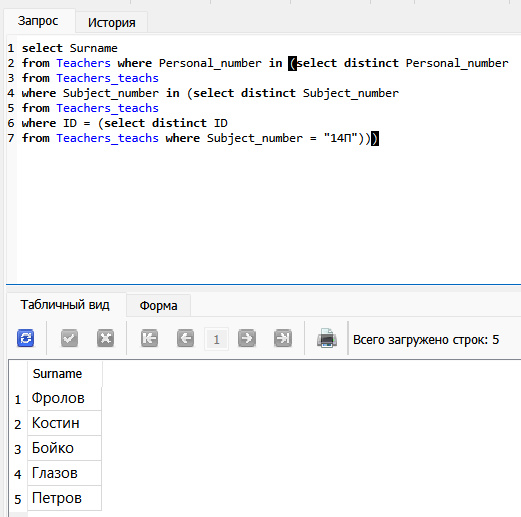 Запрос История
1 select Surname
2 from Teachers where Personal_number in (select distinct Personal_number
3 from Teachers_teachs
4 where Subject_number in (select distinct Subject_number
5 from Teachers_teachs
6 where ID = (select distinct ID
7 from Teachers_teachs where Subject_number = "14П")))
Табличный вид Форма
1 Всего загружено строк: 5
Surname
1 Фролов
2 Костин
3 Бойко
4 Глазов
5 Петров